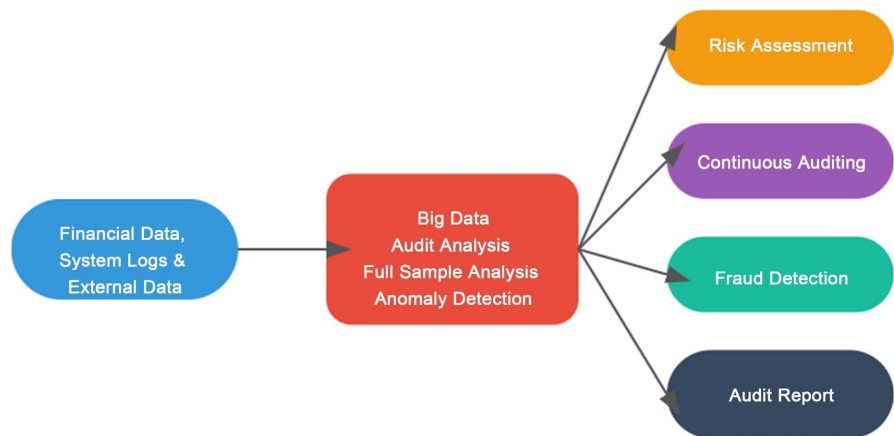 Financial Data,
System Logs &
External Data
Big Data
Audit Analysis
Full Sample Analysis
Anomaly Detection
Risk Assessment
Continuous Auditing
Fraud Detection
Audit Report